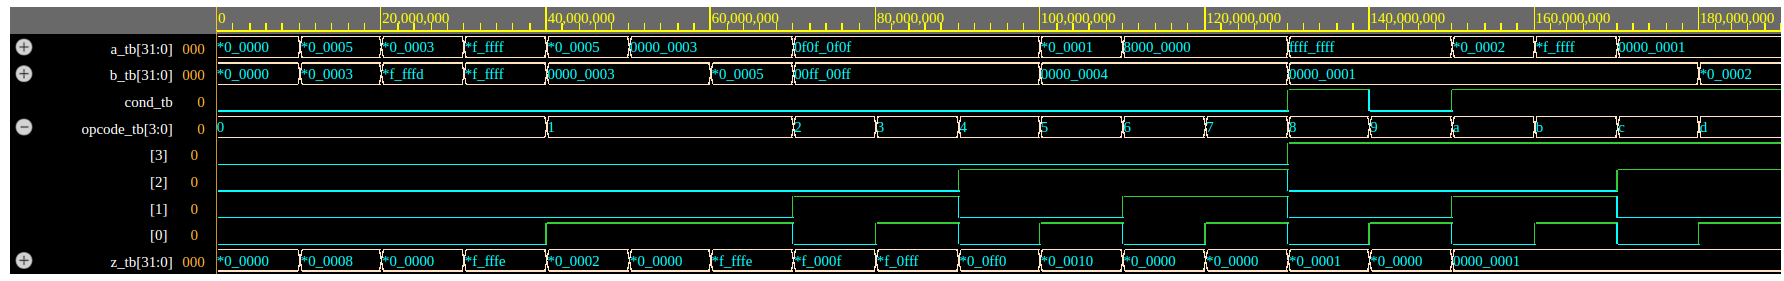 0 20,000,000 40,000,000 60,000,000 80,000,000 100,000,000 120,000,000 140,000,000 160,000,000 180,000,000
a_tb[31:0] 000 *0_0000 *0_0005 *0_0003 *f_ffff *0_0005 0000_0003 0f0f_0f0f *0_0001 8000_0000 ffff_ffff *0_0002 *f_ffff 0000_0001
b_tb[31:0] 000 *0_0000 *0_0003 *f_fffd *f_ffff 0000_0003 *0_0005 00ff_00ff 0000_0004 0000_0001 *0_0002
cond_tb 0
opcode_tb[3:0] 0 0 1 2 3 4 5 6 7 8 9 a b c d
[3] 0
[2] 0
[1] 0
[0] 0
z_tb[31:0] 000 *0_0000 *0_0008 *0_0000 *f_fffe *0_0002 *0_0000 *f_fffe *f_000f *f_0fff *0_0ff0 *0_0010 *0_0000 *0_0000 *0_0001 *0_0000 0000_0001